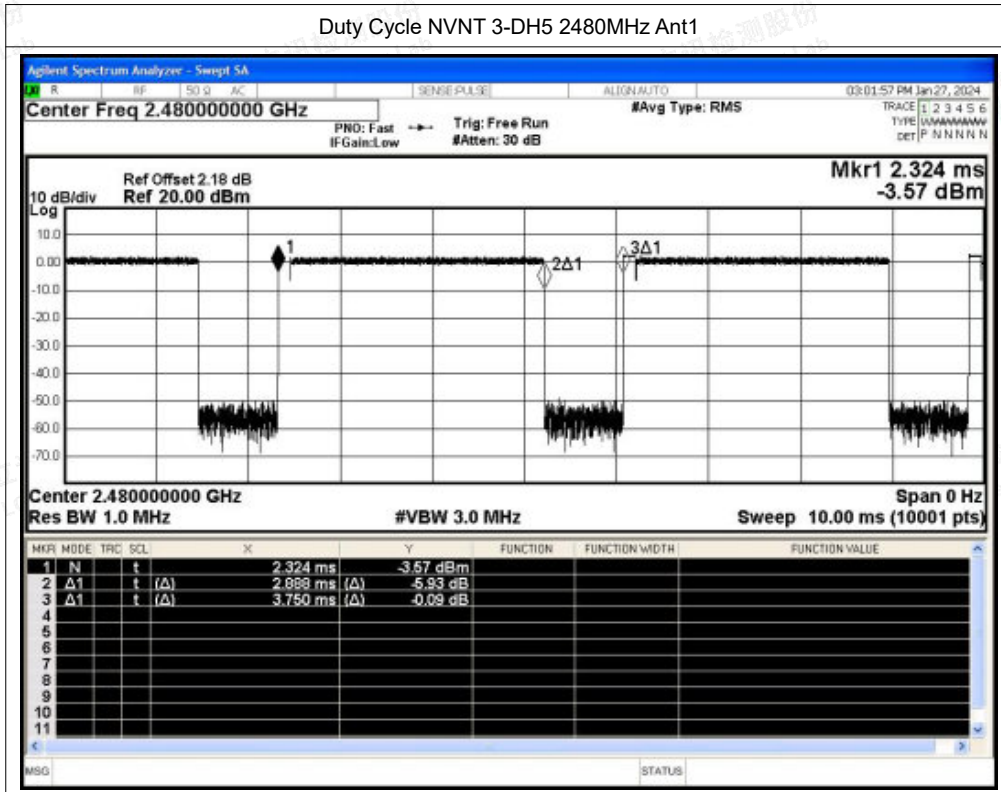 Duty Cycle NVNT 3-DH5 2480MHz Ant1
Agilent Spectrum Analyzer - Swept SA
R RF 50 Ω AC SENSE:PULSE ALIGN AUTO 03:01:57 PM Jan 27, 2024
Center Freq 2.480000000 GHz #Avg Type: RMS TRACE 1 2 3 4 5 6
PNO: Fast Trig: Free Run TYPE
IFGain:Low #Atten: 30 dB DET P N N N N N
Mkr1 2.324 ms
-3.57 dBm
Ref Offset 2.18 dB
10 dB/div Ref 20.00 dBm
Log
10.0
0.00
-10.0
-20.0
-30.0
-40.0
-50.0
-60.0
-70.0
1
2Δ1
3Δ1
Center 2.480000000 GHz Span 0 Hz
Res BW 1.0 MHz #VBW 3.0 MHz Sweep 10.00 ms (10001 pts)
MKR MODE TRC SCL X Y FUNCTION FUNCTION WIDTH FUNCTION VALUE
1 N t 2.324 ms -3.57 dBm
2 Δ1 t (Δ) 2.888 ms (Δ) -5.93 dB
3 Δ1 t (Δ) 3.750 ms (Δ) -0.09 dB
4
5
6
7
8
9
10
11
MSG STATUS